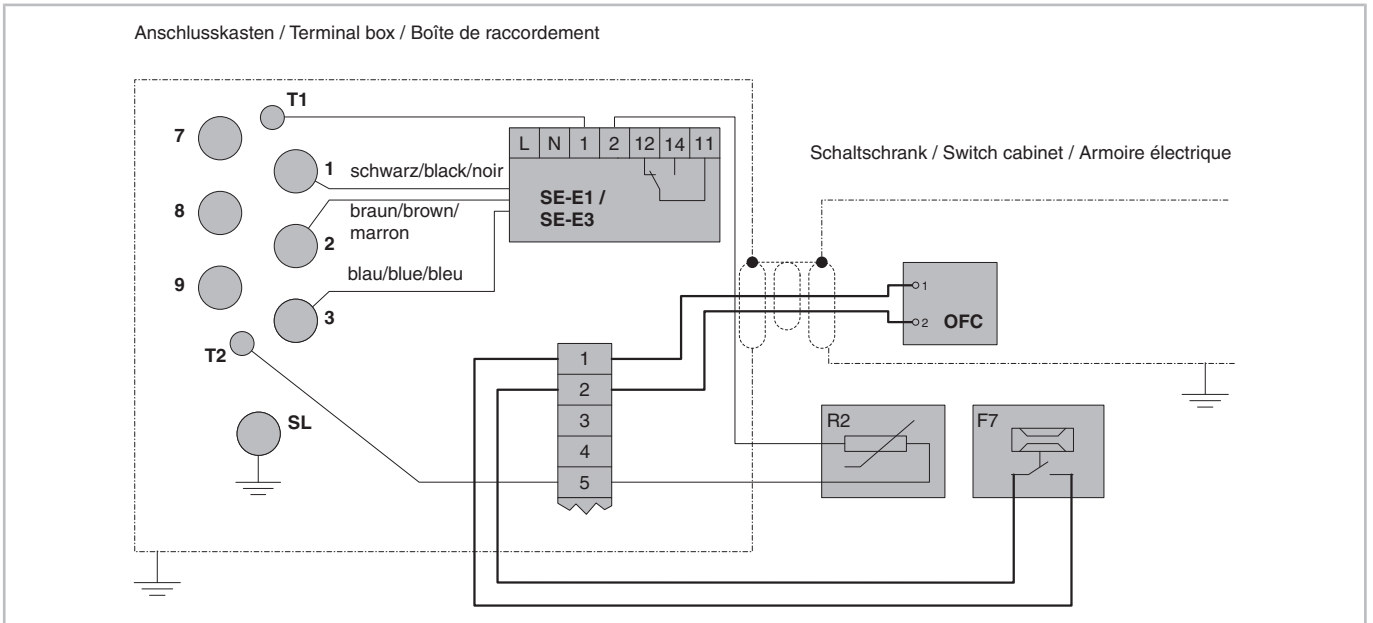 Anschlusskasten / Terminal box / Boîte de raccordement
T1
7
1
schwarz/black/noir
L N 1 2 12 14 11
SE-E1 /
SE-E3
Schaltschrank / Switch cabinet / Armoire électrique
8
braun/brown/
marron
2
9
blau/blue/bleu
3
T2
1
2
OFC
1
2
3
4
5
SL
R2
F7